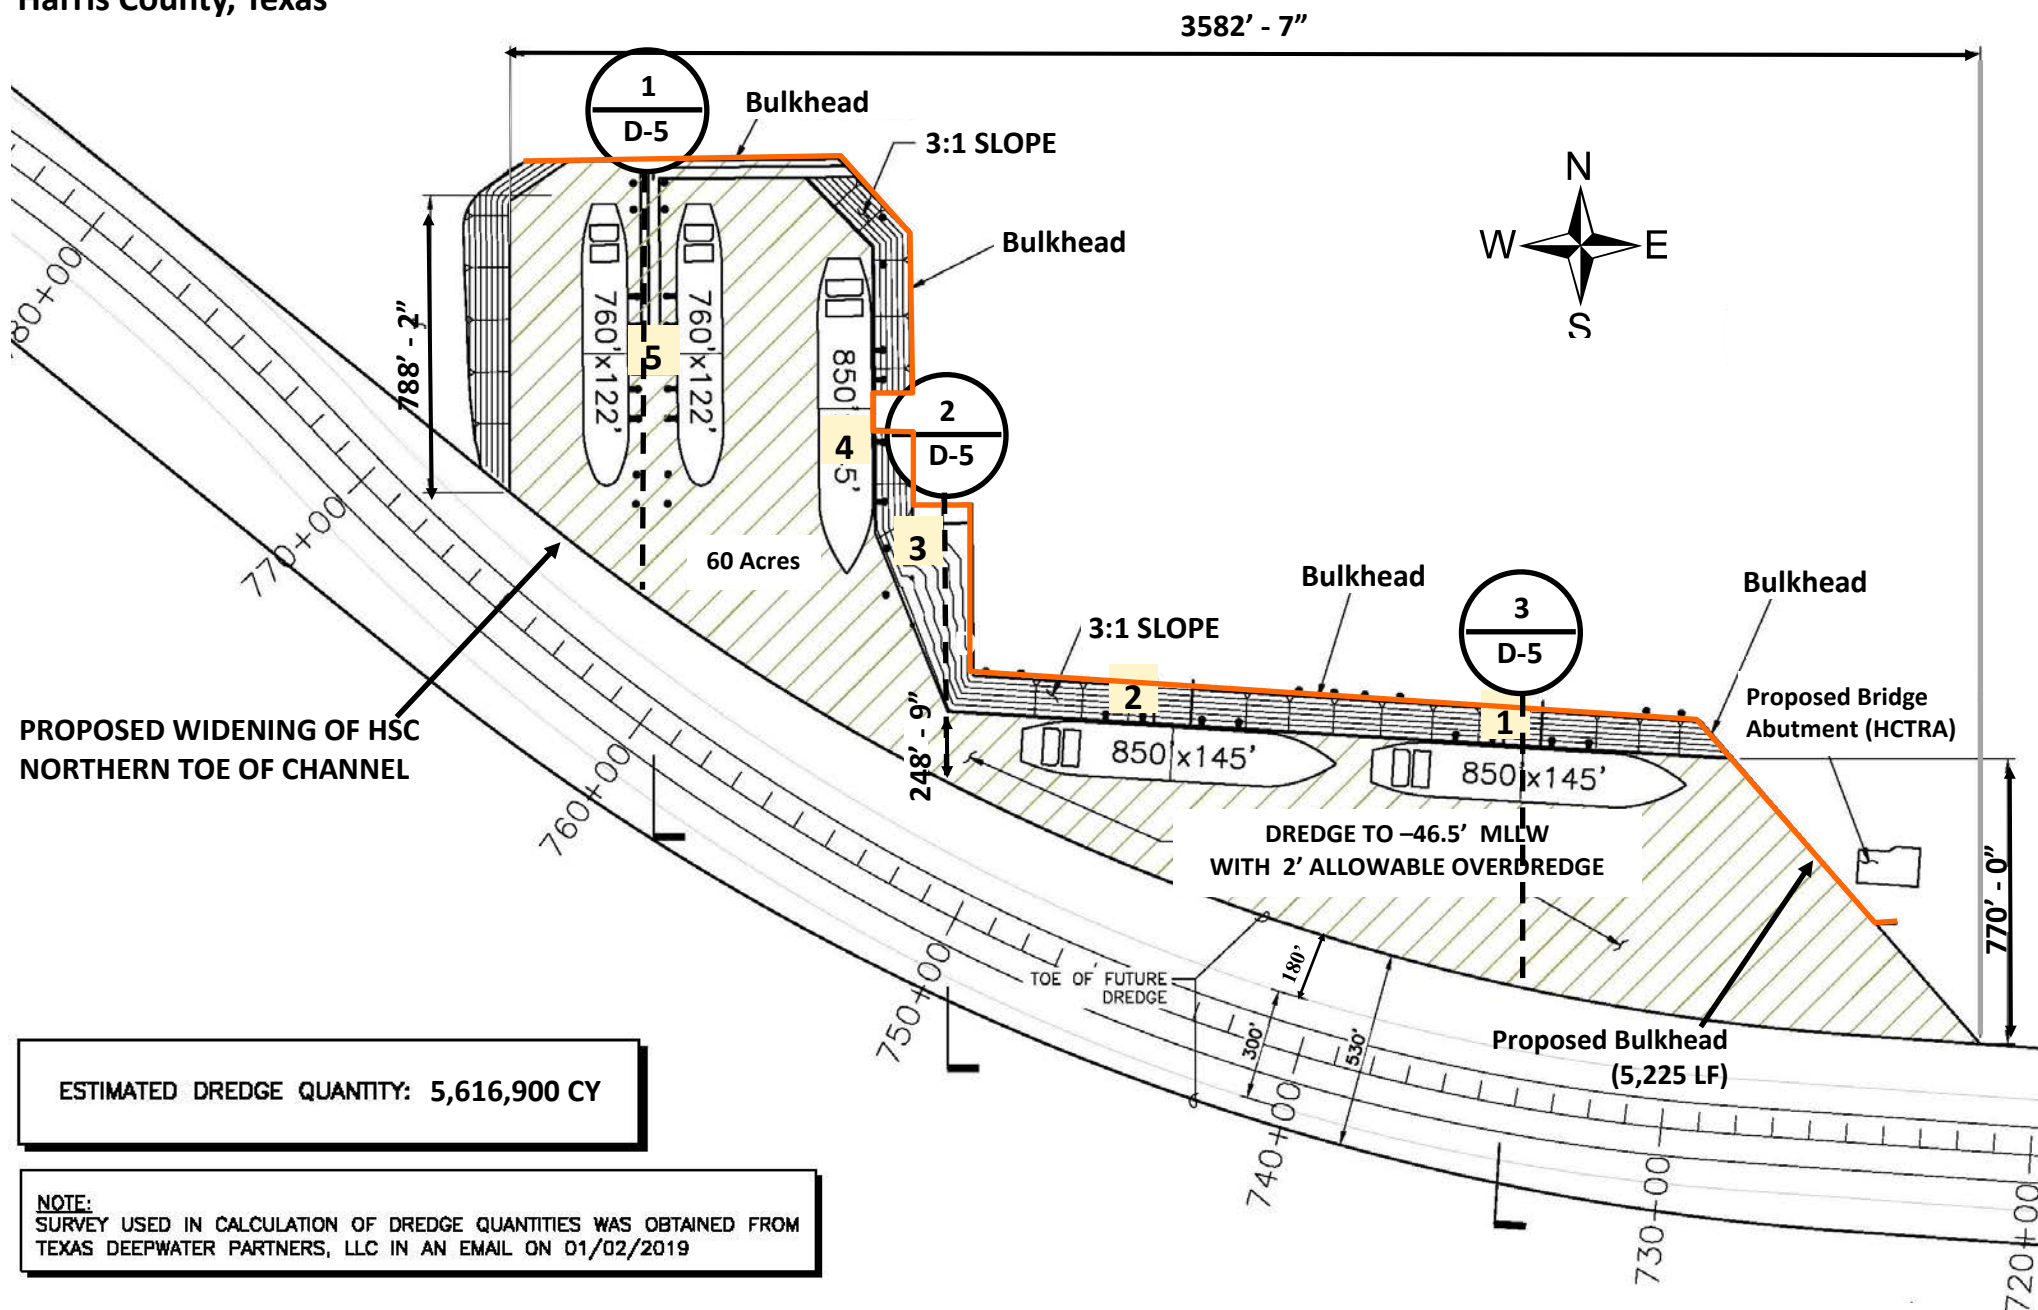 Harris County, Texas
3582' - 7"
1
D-5
Bulkhead
3:1 SLOPE
Bulkhead
N
W
E
S
788' - 2"
760'x122'
760'x122'
5
850'
5'
4
2
D-5
3
60 Acres
80+00
770+00
760+00
750+00
740+00
730+00
720+00
PROPOSED WIDENING OF HSC
NORTHERN TOE OF CHANNEL
3:1 SLOPE
2
248' - 9"
850'x145'
Bulkhead
3
D-5
1
850'x145'
Bulkhead
Proposed Bridge
Abutment (HCTRA)
770' - 0"
DREDGE TO –46.5' MLLW
WITH 2' ALLOWABLE OVERDREDGE
TOE OF FUTURE
DREDGE
180'
300'
530'
Proposed Bulkhead
(5,225 LF)
ESTIMATED DREDGE QUANTITY: 5,616,900 CY
NOTE:
SURVEY USED IN CALCULATION OF DREDGE QUANTITIES WAS OBTAINED FROM
TEXAS DEEPWATER PARTNERS, LLC IN AN EMAIL ON 01/02/2019